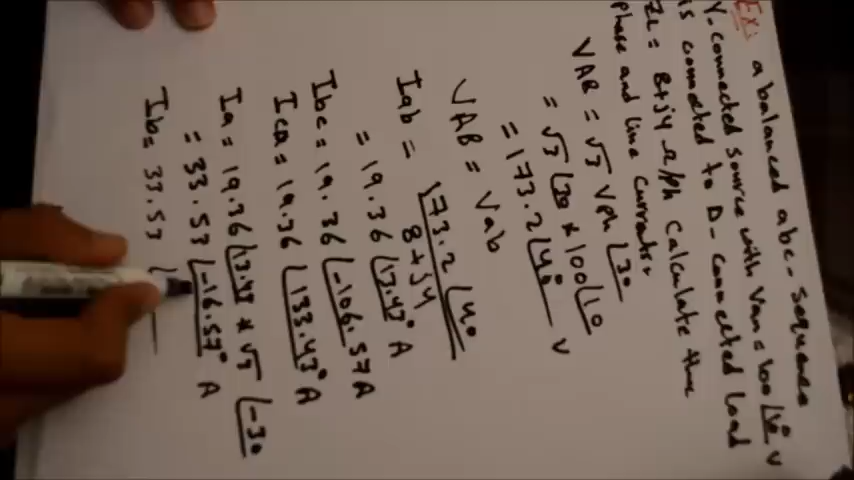 Ex: a balanced abc-sequence
Y-connected source with Van = 100∠10° V
is connected to D-connected load
ZL = 8+j4 Ω/ph Calculate the
phase and line currents.
VAB = √3 Vph ∠30
= √3 ∠30 * 100∠10
= 173.2∠40° V
VAB = Vab
Iab = 173.2∠40 / 8+j4
= 19.36 ∠13.43° A
Ibc = 19.36 ∠-106.57 A
Ica = 19.36 ∠133.43° A
Ia = 19.36 ∠13.43 * √3 ∠-30
= 33.53 ∠-16.57° A
Ib = 33.53 ∠